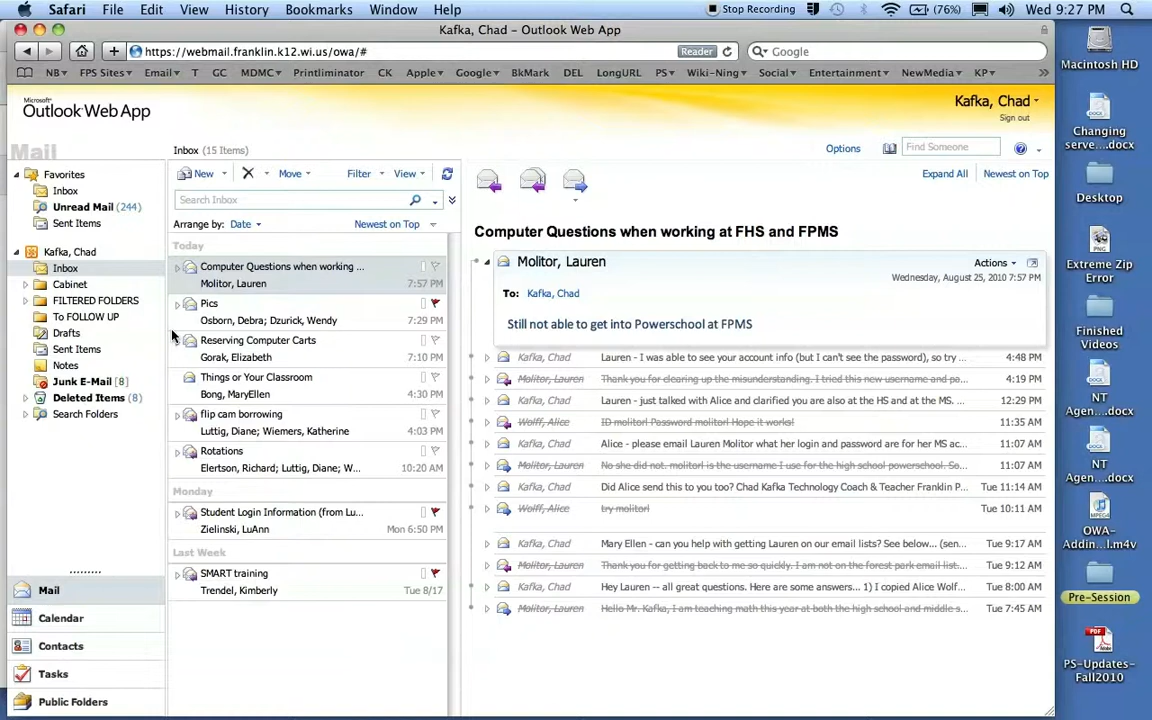 Safari File Edit View History Bookmarks Window Help Stop Recording (76%) Wed 9:27 PM
Kafka, Chad – Outlook Web App
https://webmail.franklin.k12.wi.us/owa/# Reader Google
NB FPS Sites Email T GC MDMC Printliminator CK Apple Google BkMark DEL LongURL PS Wiki-Ning Social Entertainment NewMedia KP
Microsoft
Outlook Web App
Kafka, Chad
Sign out
Mail
Inbox (15 Items)
Options
Find Someone
Favorites
Inbox
Unread Mail (244)
Sent Items
Kafka, Chad
Inbox
Cabinet
FILTERED FOLDERS
To FOLLOW UP
Drafts
Sent Items
Notes
Junk E-Mail [8]
Deleted Items (8)
Search Folders
Mail
Calendar
Contacts
Tasks
Public Folders
New Move Filter View
Search Inbox
Arrange by: Date Newest on Top
Today
Computer Questions when working ...
Molitor, Lauren 7:57 PM
Pics
Osborn, Debra; Dzurick, Wendy 7:29 PM
Reserving Computer Carts
Gorak, Elizabeth 7:10 PM
Things or Your Classroom
Bong, MaryEllen 4:30 PM
flip cam borrowing
Luttig, Diane; Wiemers, Katherine 4:03 PM
Rotations
Elertson, Richard; Luttig, Diane; W... 10:20 AM
Monday
Student Login Information (from Lu...
Zielinski, LuAnn Mon 6:50 PM
Last Week
SMART training
Trendel, Kimberly Tue 8/17
Expand All Newest on Top
Computer Questions when working at FHS and FPMS
Molitor, Lauren Actions
Wednesday, August 25, 2010 7:57 PM
To: Kafka, Chad
Still not able to get into Powerschool at FPMS
Kafka, Chad Lauren - I was able to see your account info (but I can't see the password), so try ... 4:48 PM
Molitor, Lauren Thank you for clearing up the misunderstanding. I tried this new username and pa... 4:19 PM
Kafka, Chad Lauren - just talked with Alice and clarified you are also at the HS and at the MS. ... 12:29 PM
Wolff, Alice ID molitorl Password molitorl Hope it works! 11:35 AM
Kafka, Chad Alice - please email Lauren Molitor what her login and password are for her MS ac... 11:07 AM
Molitor, Lauren No she did not. molitorl is the username I use for the high school powerschool. So... 11:07 AM
Kafka, Chad Did Alice send this to you too? Chad Kafka Technology Coach & Teacher Franklin P... Tue 11:14 AM
Wolff, Alice try molitorl Tue 10:11 AM
Kafka, Chad Mary Ellen - can you help with getting Lauren on our email lists? See below... (sen... Tue 9:17 AM
Molitor, Lauren Thank you for getting back to me so quickly. I am not on the forest park email list... Tue 9:12 AM
Kafka, Chad Hey Lauren -- all great questions. Here are some answers... 1) I copied Alice Wolf... Tue 8:00 AM
Molitor, Lauren Hello Mr. Kafka, I am teaching math this year at both the high school and middle s... Tue 7:45 AM
Macintosh HD
Changing
serve....docx
Desktop
Extreme Zip
Error
Finished
Videos
NT
Agen....docx
NT
Agen....docx
OWA-
Addin...l.m4v
Pre-Session
PS-Updates-
Fall2010